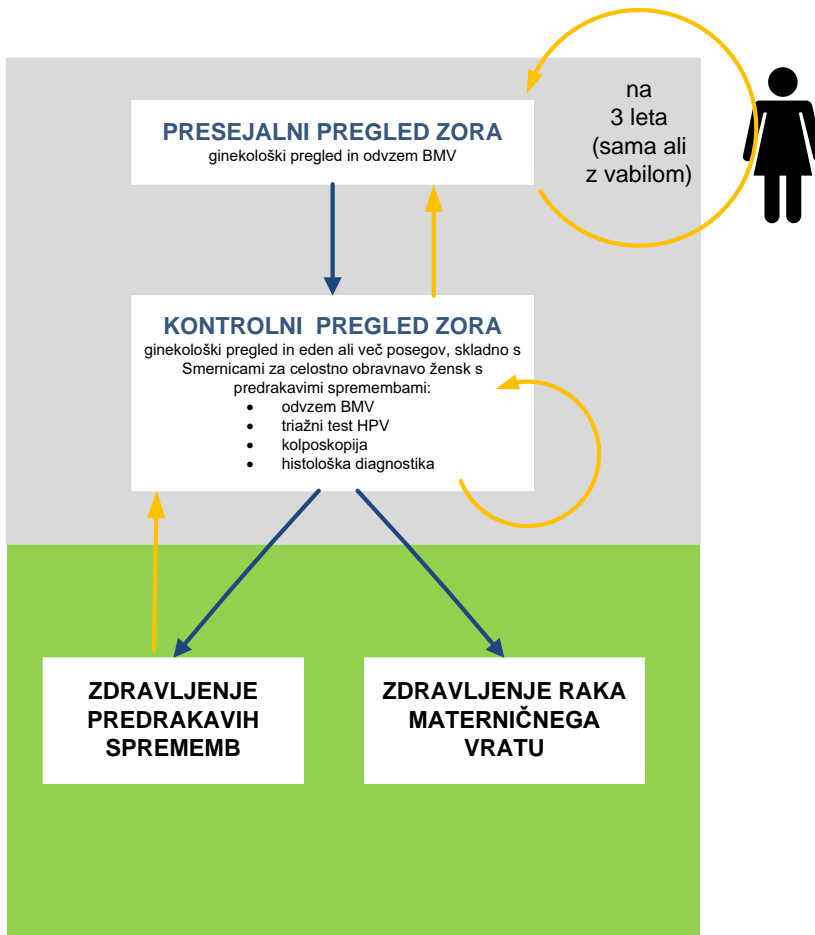 PRESEJALNI PREGLED ZORA
ginekološki pregled in odvzem BMV
na
3 leta
(sama ali
z vabilom)
KONTROLNI PREGLED ZORA
ginekološki pregled in eden ali več posegov, skladno s
Smernicami za celostno obravnavo žensk s
predrakavimi spremembami:
• odvzem BMV
• triažni test HPV
• kolposkopija
• histološka diagnostika
ZDRAVLJENJE
PREDRAKAVIH
SPREMEMB
ZDRAVLJENJE RAKA
MATERNIČNEGA
VRATU